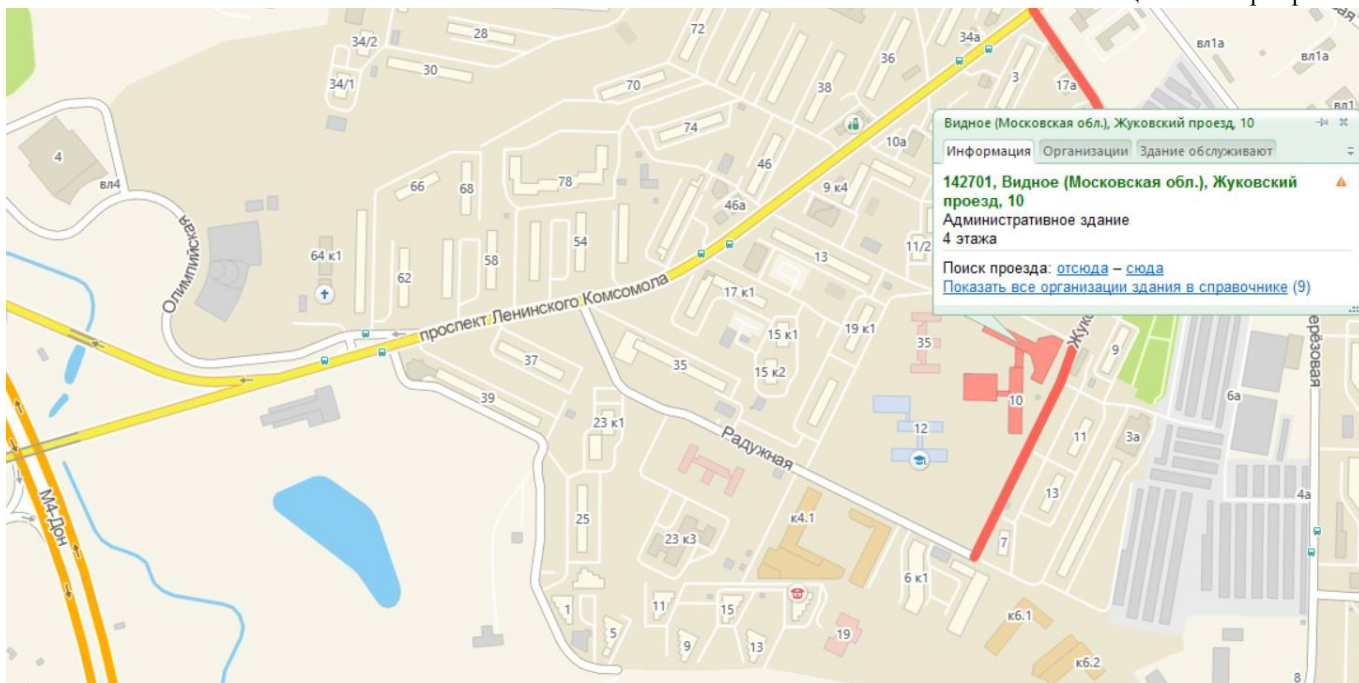 34/2
28
72
34а
вл1а
вл1а
34/1
30
70
38
36
3
17а
вл1
74
10а
4
вл4
66
68
78
46
46а
9 к4
11/2
Олимпийская
64 к1
62
58
54
13
17 к1
проспект Ленинского Комсомола
15 к1
19 к1
35
37
35
15 к2
39
23 к1
12
10
9
6а
Радужная
11
3а
13
4а
М4-Дон
25
23 к3
к4.1
7
6 к1
1
5
11
9
15
13
19
к6.1
к6.2
8
Видное (Московская обл.), Жуковский проезд, 10
Информация Организации Здание обслуживают
142701, Видное (Московская обл.), Жуковский
проезд, 10
Административное здание
4 этажа
Поиск проезда: отсюда – сюда
Показать все организации здания в справочнике (9)
Жуко
ерёзовая